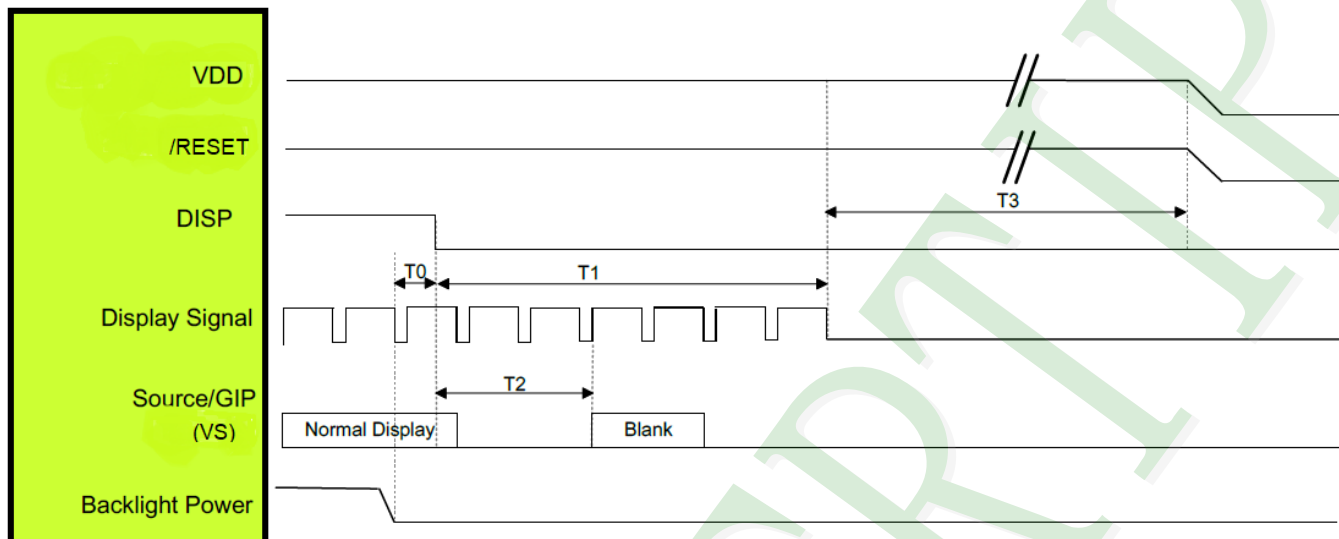 VDD
/RESET
T3
DISP
T0
T1
Display Signal
T2
Source/GIP
(VS)
Normal Display
Blank
Backlight Power